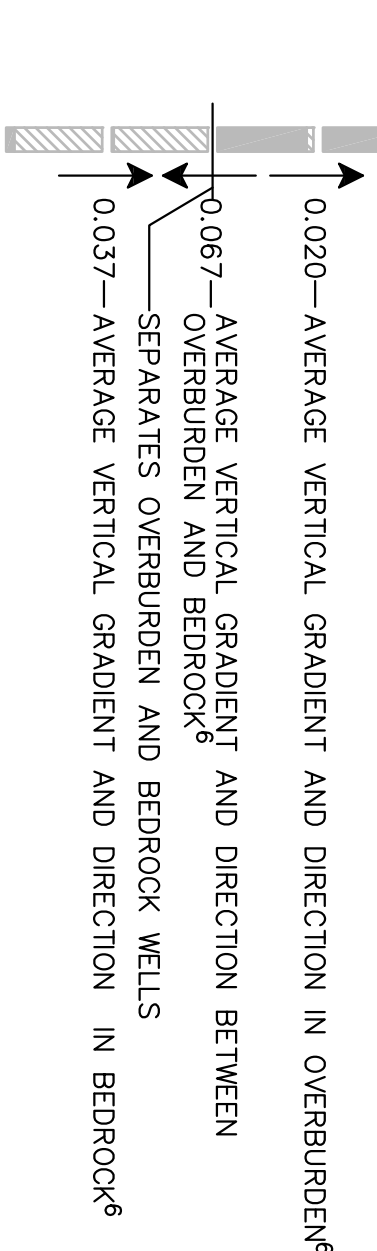 0.020—AVERAGE VERTICAL GRADIENT AND DIRECTION IN OVERBURDEN⁶
0.067—AVERAGE VERTICAL GRADIENT AND DIRECTION BETWEEN
OVERBURDEN AND BEDROCK⁶
SEPARATES OVERBURDEN AND BEDROCK WELLS
0.037—AVERAGE VERTICAL GRADIENT AND DIRECTION IN BEDROCK⁶